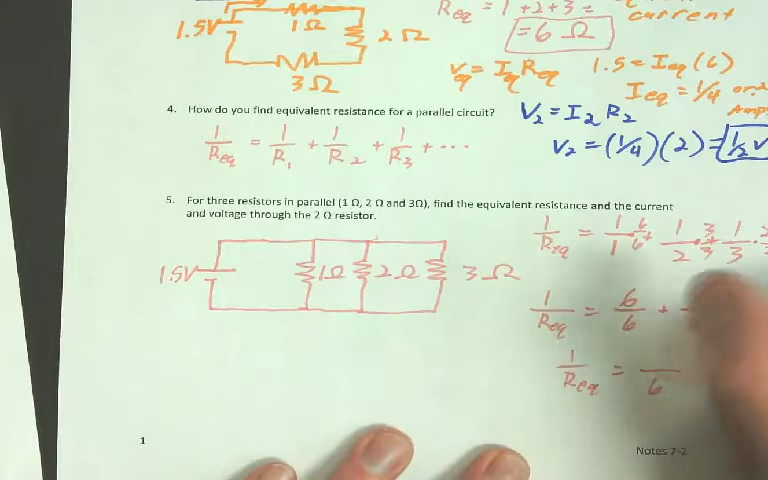 Req = 1 + 2 + 3 =
= 6 Ω
current
1.5V
1Ω
2Ω
3Ω
Veq = Ieq Req
1.5 = Ieq (6)
Ieq = 1/4
4. How do you find equivalent resistance for a parallel circuit?
1/Req = 1/R1 + 1/R2 + 1/R3 + ...
V2 = I2 R2
V2 = (1/4)(2) = 1/2 V
5. For three resistors in parallel (1 Ω, 2 Ω and 3Ω), find the equivalent resistance and the current
and voltage through the 2 Ω resistor.
1.5V
1Ω
2Ω
3Ω
1/Req = 1/1 · 6/6 + 1/2 · 3/3 + 1/3 ·
1/Req = 6/6 +
1/Req = /6
1
Notes 7-2